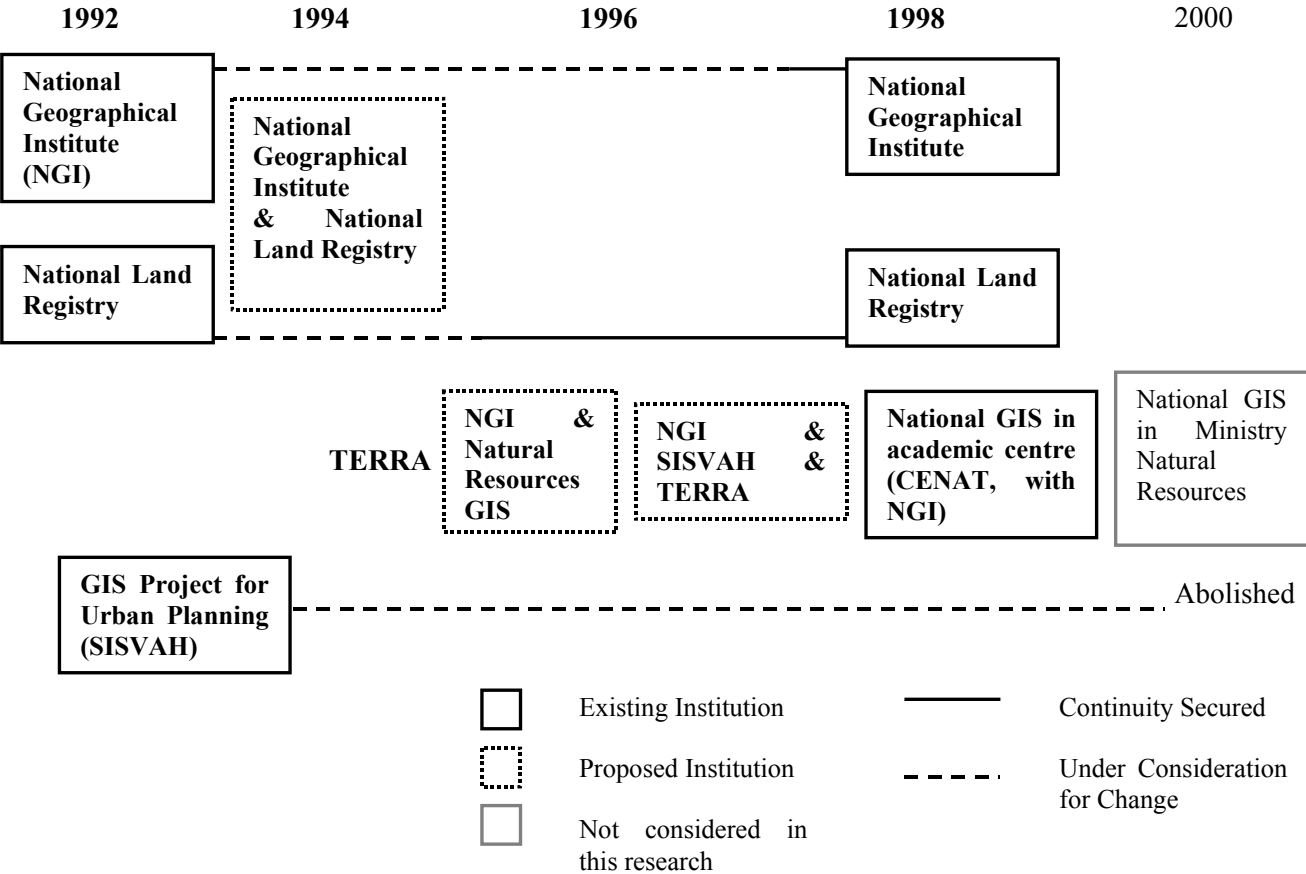 1992 1994 1996 1998 2000
National
Geographical
Institute
(NGI)
National
Geographical
Institute
& National
Land Registry
National
Geographical
Institute
National Land
Registry
National Land
Registry
TERRA
NGI &
Natural
Resources
GIS
NGI &
SISVAH &
TERRA
National GIS in
academic centre
(CENAT, with
NGI)
National GIS
in Ministry
Natural
Resources
GIS Project for
Urban Planning
(SISVAH)
Abolished
Existing Institution
Proposed Institution
Not considered in
this research
Continuity Secured
Under Consideration
for Change